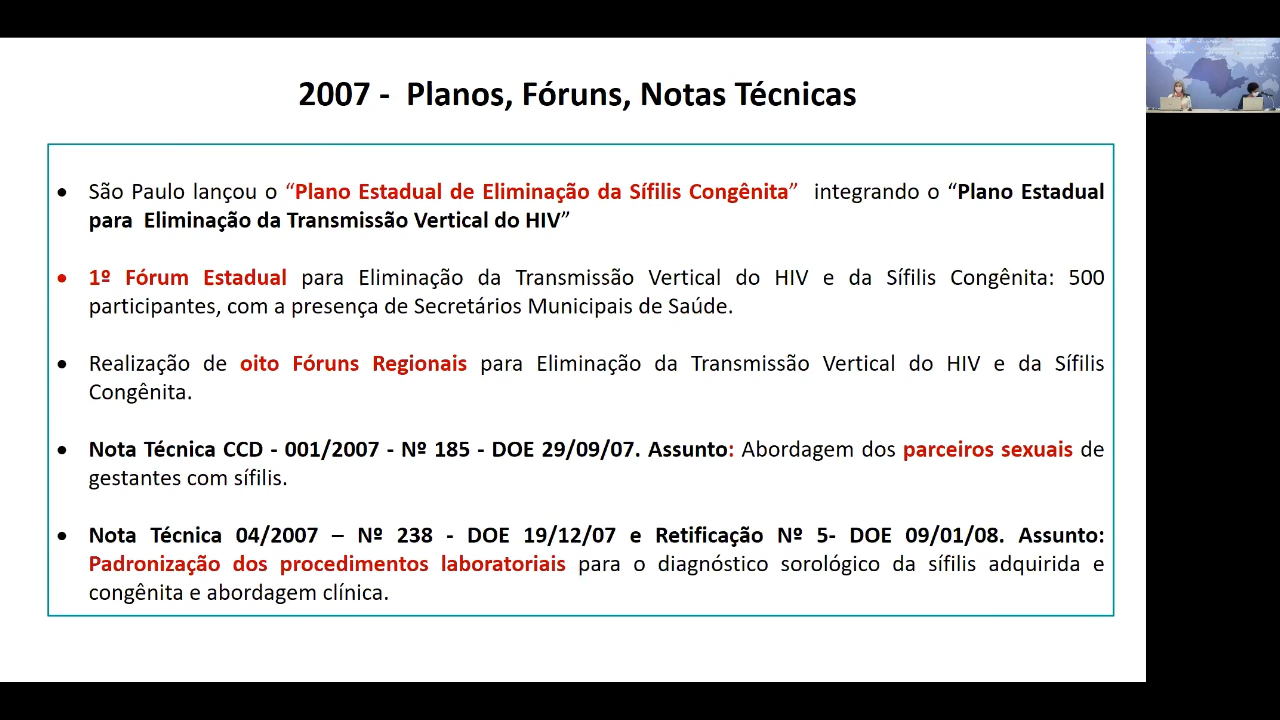 2007 - Planos, Fóruns, Notas Técnicas
• São Paulo lançou o “Plano Estadual de Eliminação da Sífilis Congênita” integrando o “Plano Estadual
para Eliminação da Transmissão Vertical do HIV”
• 1º Fórum Estadual para Eliminação da Transmissão Vertical do HIV e da Sífilis Congênita: 500
participantes, com a presença de Secretários Municipais de Saúde.
• Realização de oito Fóruns Regionais para Eliminação da Transmissão Vertical do HIV e da Sífilis
Congênita.
• Nota Técnica CCD - 001/2007 - Nº 185 - DOE 29/09/07. Assunto: Abordagem dos parceiros sexuais de
gestantes com sífilis.
• Nota Técnica 04/2007 – Nº 238 - DOE 19/12/07 e Retificação Nº 5- DOE 09/01/08. Assunto:
Padronização dos procedimentos laboratoriais para o diagnóstico sorológico da sífilis adquirida e
congênita e abordagem clínica.